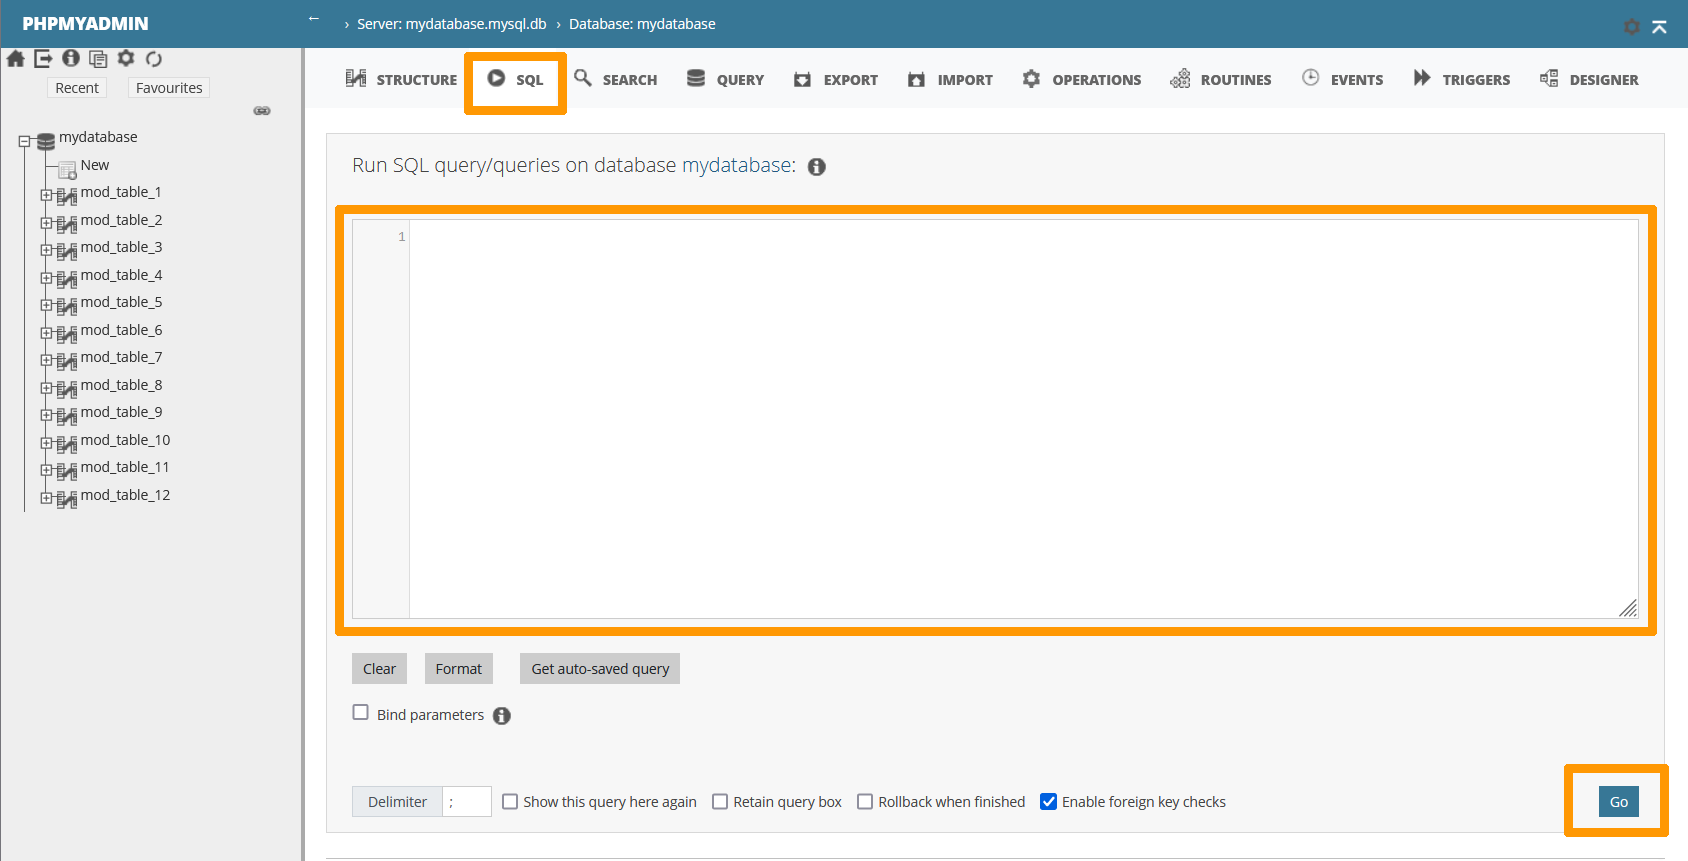 PHPMYADMIN
← › Server: mydatabase.mysql.db › Database: mydatabase
Recent Favourites
mydatabase
New
mod_table_1
mod_table_2
mod_table_3
mod_table_4
mod_table_5
mod_table_6
mod_table_7
mod_table_8
mod_table_9
mod_table_10
mod_table_11
mod_table_12
STRUCTURE SQL SEARCH QUERY EXPORT IMPORT OPERATIONS ROUTINES EVENTS TRIGGERS DESIGNER
Run SQL query/queries on database mydatabase:
1
Clear Format Get auto-saved query
Bind parameters
Delimiter ; Show this query here again Retain query box Rollback when finished Enable foreign key checks Go